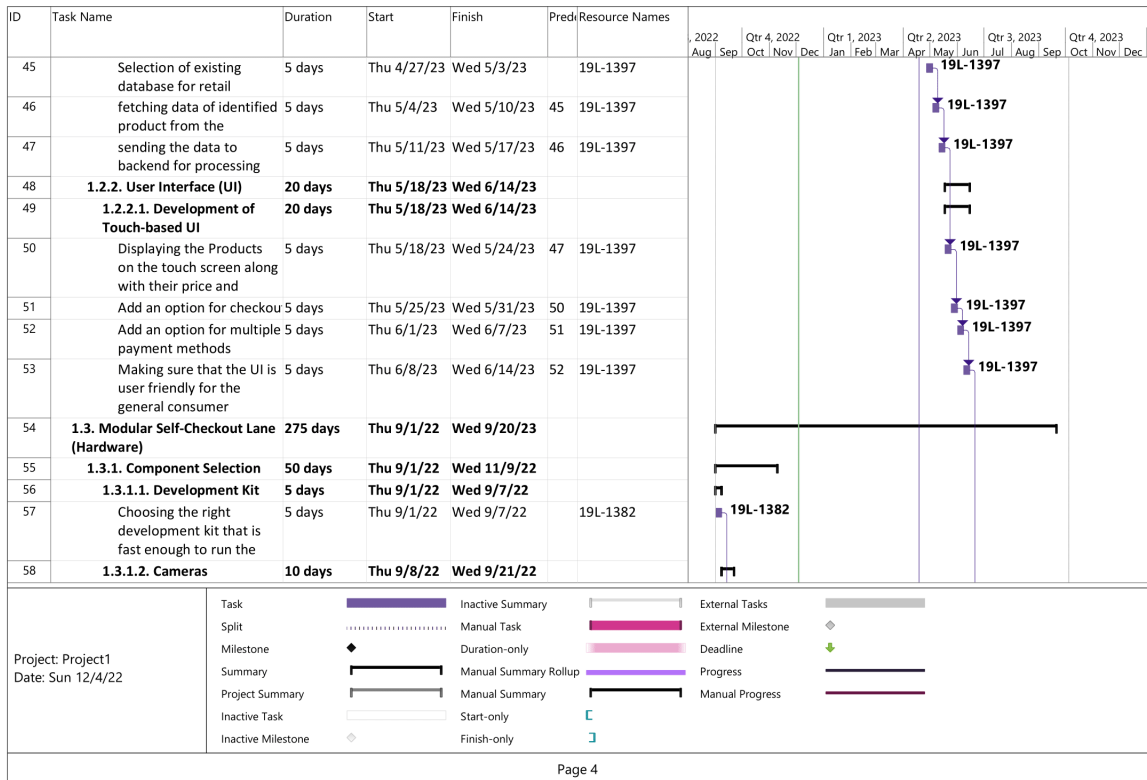 ID Task Name Duration Start Finish Prede Resource Names
, 2022 Qtr 4, 2022 Qtr 1, 2023 Qtr 2, 2023 Qtr 3, 2023 Qtr 4, 2023
Aug Sep Oct Nov Dec Jan Feb Mar Apr May Jun Jul Aug Sep Oct Nov Dec
45 Selection of existing 5 days Thu 4/27/23 Wed 5/3/23 19L-1397 19L-1397
database for retail
46 fetching data of identified 5 days Thu 5/4/23 Wed 5/10/23 45 19L-1397 19L-1397
product from the
47 sending the data to 5 days Thu 5/11/23 Wed 5/17/23 46 19L-1397 19L-1397
backend for processing
48 1.2.2. User Interface (UI) 20 days Thu 5/18/23 Wed 6/14/23
49 1.2.2.1. Development of 20 days Thu 5/18/23 Wed 6/14/23
Touch-based UI
50 Displaying the Products 5 days Thu 5/18/23 Wed 5/24/23 47 19L-1397 19L-1397
on the touch screen along
with their price and
51 Add an option for checkou 5 days Thu 5/25/23 Wed 5/31/23 50 19L-1397 19L-1397
52 Add an option for multiple 5 days Thu 6/1/23 Wed 6/7/23 51 19L-1397 19L-1397
payment methods
53 Making sure that the UI is 5 days Thu 6/8/23 Wed 6/14/23 52 19L-1397 19L-1397
user friendly for the
general consumer
54 1.3. Modular Self-Checkout Lane 275 days Thu 9/1/22 Wed 9/20/23
(Hardware)
55 1.3.1. Component Selection 50 days Thu 9/1/22 Wed 11/9/22
56 1.3.1.1. Development Kit 5 days Thu 9/1/22 Wed 9/7/22
57 Choosing the right 5 days Thu 9/1/22 Wed 9/7/22 19L-1382 19L-1382
development kit that is
fast enough to run the
58 1.3.1.2. Cameras 10 days Thu 9/8/22 Wed 9/21/22
Project: Project1
Date: Sun 12/4/22
Task Inactive Summary External Tasks
Split Manual Task External Milestone
Milestone Duration-only Deadline
Summary Manual Summary Rollup Progress
Project Summary Manual Summary Manual Progress
Inactive Task Start-only
Inactive Milestone Finish-only
Page 4